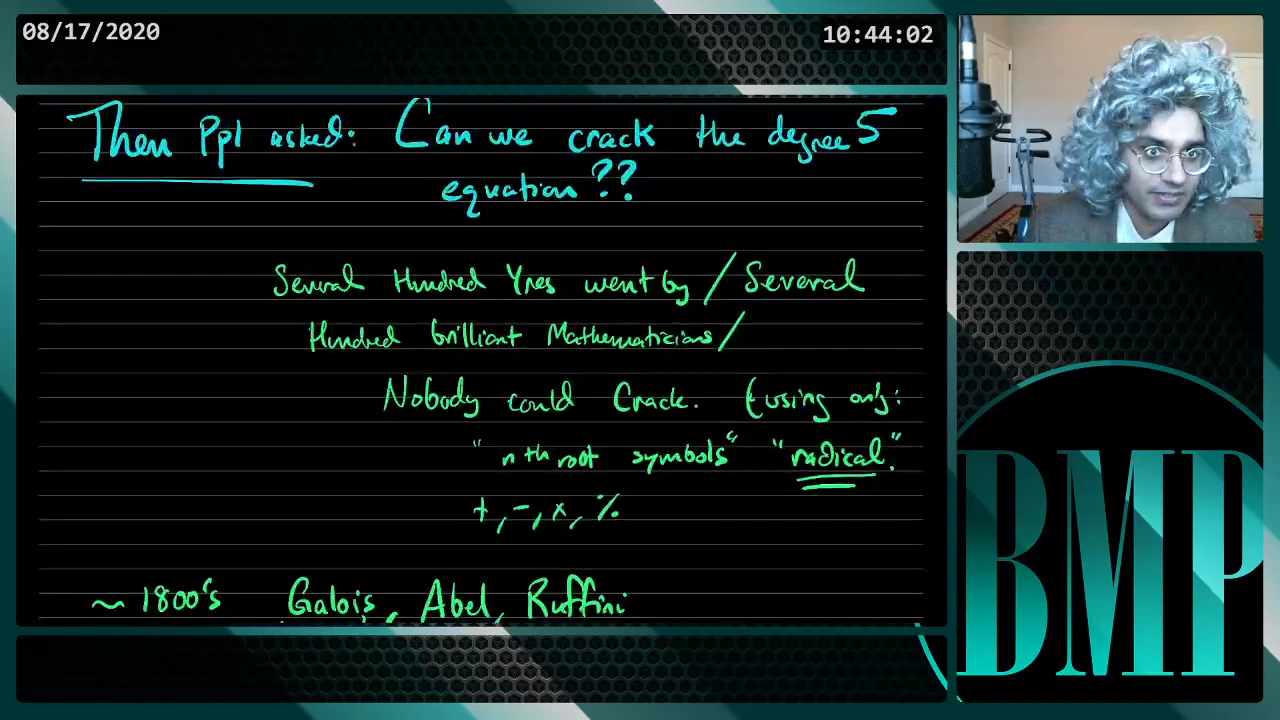 08/17/2020
10:44:02
Then Ppl asked: Can we crack the degree 5
equation??
Several Hundred Yres went by / Several
Hundred brilliant Mathematicians /
Nobody could Crack. (using only:
"nth root symbols" "radical."
+, -, x, %
~ 1800's Galois, Abel, Ruffini
BMP